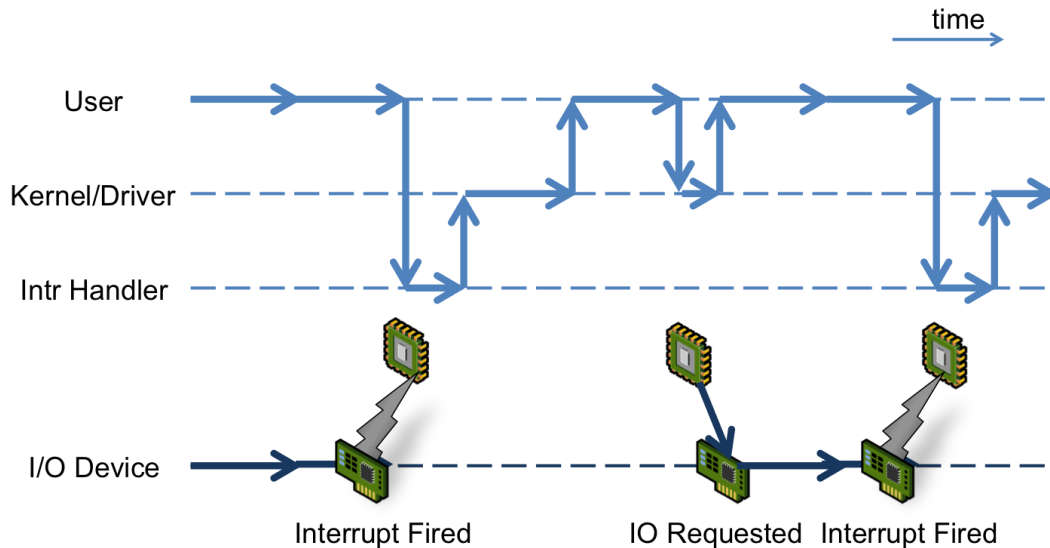 time
User
Kernel/Driver
Intr Handler
I/O Device
Interrupt Fired
IO Requested
Interrupt Fired